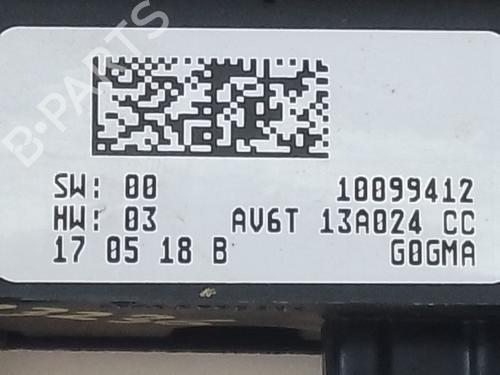 B-PARTS
SW: 00 10099412
HW: 03 AV6T 13A024 CC
17 05 18 B G0GMA